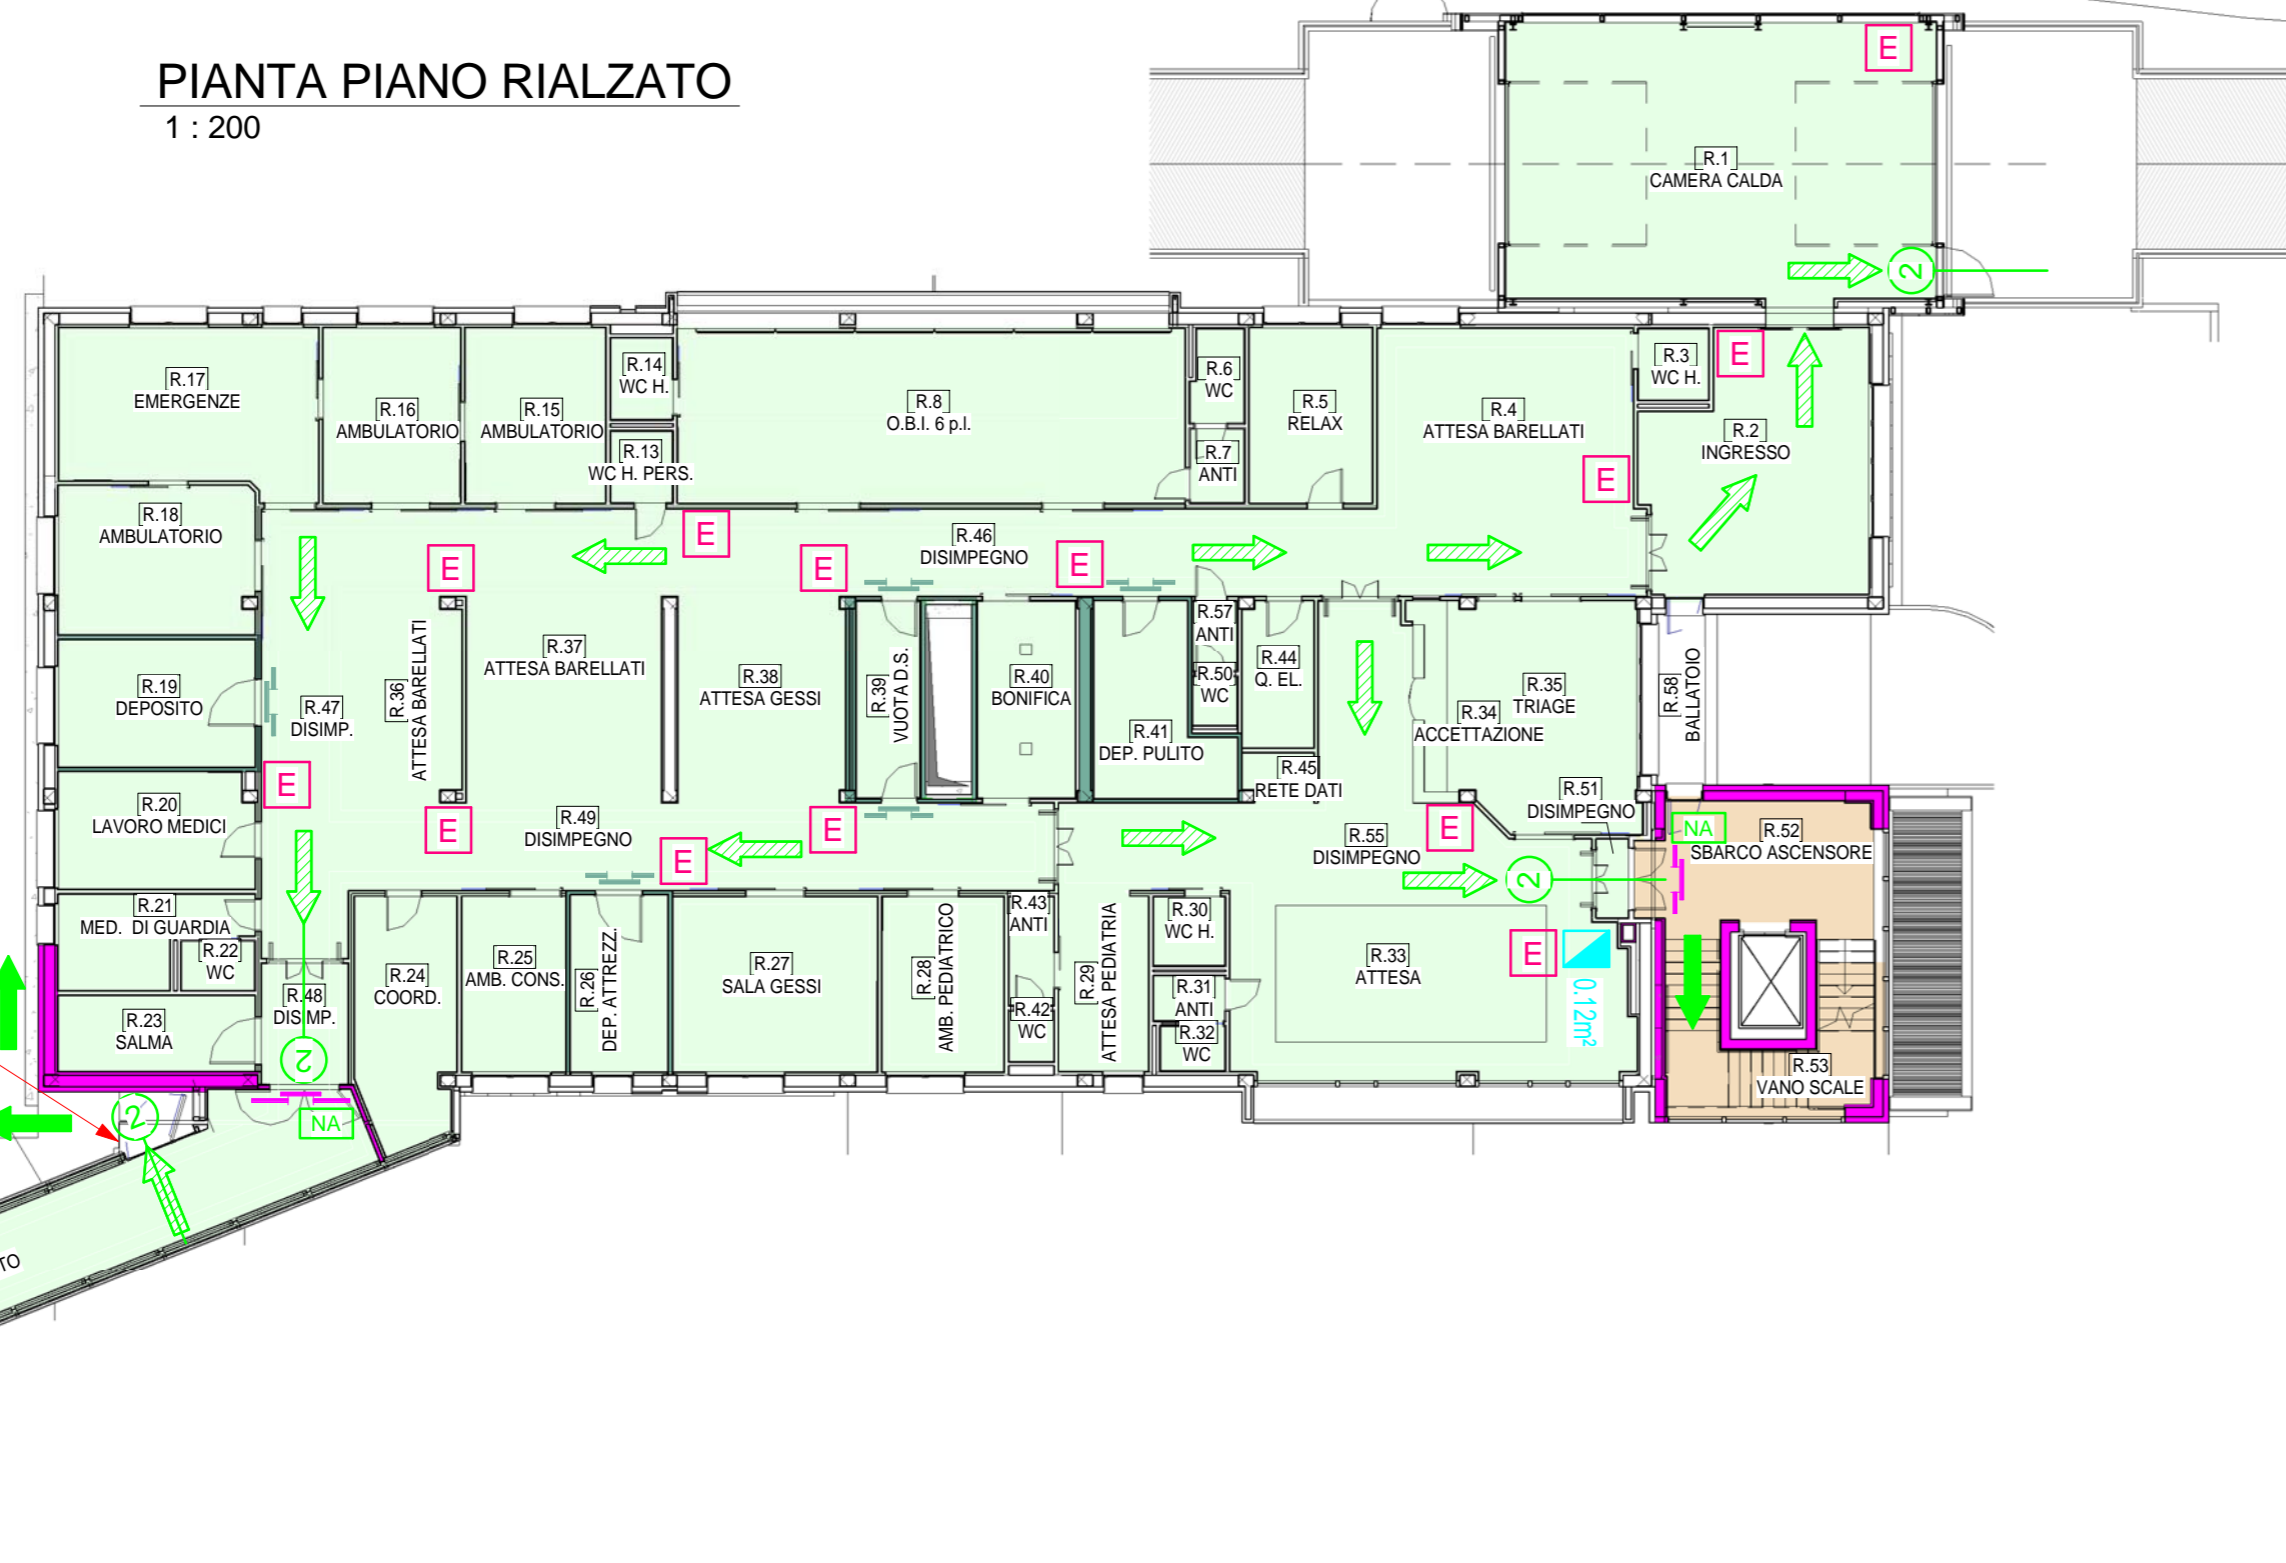 PIANTA PIANO RIALZATO
1 : 200
E
R.1
CAMERA CALDA
2
R.17
EMERGENZE
R.16
AMBULATORIO
R.15
AMBULATORIO
R.14
WC H.
R.13
WC H. PERS.
R.8
O.B.I. 6 p.l.
R.6
WC
R.7
ANTI
R.5
RELAX
R.4
ATTESA BARELLATI
R.3
WC H.
E
R.2
INGRESSO
E
R.18
AMBULATORIO
E
E
E
R.46
DISIMPEGNO
E
R.19
DEPOSITO
R.47
DISIMP.
R.36
ATTESA BARELLATI
R.37
ATTESA BARELLATI
R.38
ATTESA GESSI
R.39
VUOTA D.S.
R.40
BONIFICA
R.41
DEP. PULITO
R.57
ANTI
R.50
WC
R.44
Q. EL.
R.45
RETE DATI
R.35
TRIAGE
R.34
ACCETTAZIONE
R.58
BALLATOIO
R.51
DISIMPEGNO
E
R.20
LAVORO MEDICI
E
R.49
DISIMPEGNO
E
E
R.55
DISIMPEGNO
E
2
NA
R.52
SBARCO ASCENSORE
R.21
MED. DI GUARDIA
R.22
WC
R.23
SALMA
R.48
DISIMP.
2
R.24
COORD.
R.25
AMB. CONS.
R.26
DEP. ATTREZZ.
R.27
SALA GESSI
R.28
AMB. PEDIATRICO
R.43
ANTI
R.42
WC
R.29
ATTESA PEDIATRIA
R.30
WC H.
R.31
ANTI
R.32
WC
R.33
ATTESA
E
0.12m²
R.53
VANO SCALE
2
NA
TO